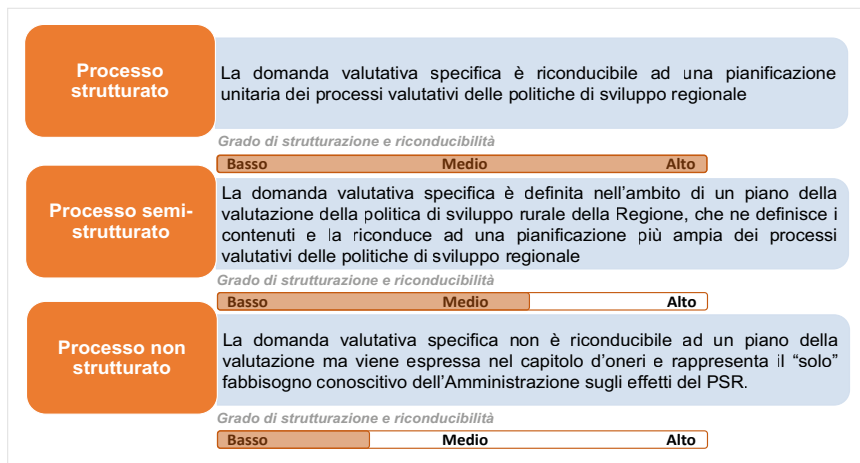 Processo
strutturato
La domanda valutativa specifica è riconducibile ad una pianificazione
unitaria dei processi valutativi delle politiche di sviluppo regionale
Grado di strutturazione e riconducibilità
Basso Medio Alto
Processo semi-
strutturato
La domanda valutativa specifica è definita nell’ambito di un piano della
valutazione della politica di sviluppo rurale della Regione, che ne definisce i
contenuti e la riconduce ad una pianificazione più ampia dei processi
valutativi delle politiche di sviluppo regionale
Grado di strutturazione e riconducibilità
Basso Medio Alto
Processo non
strutturato
La domanda valutativa specifica non è riconducibile ad un piano della
valutazione ma viene espressa nel capitolo d’oneri e rappresenta il “solo”
fabbisogno conoscitivo dell’Amministrazione sugli effetti del PSR.
Grado di strutturazione e riconducibilità
Basso Medio Alto